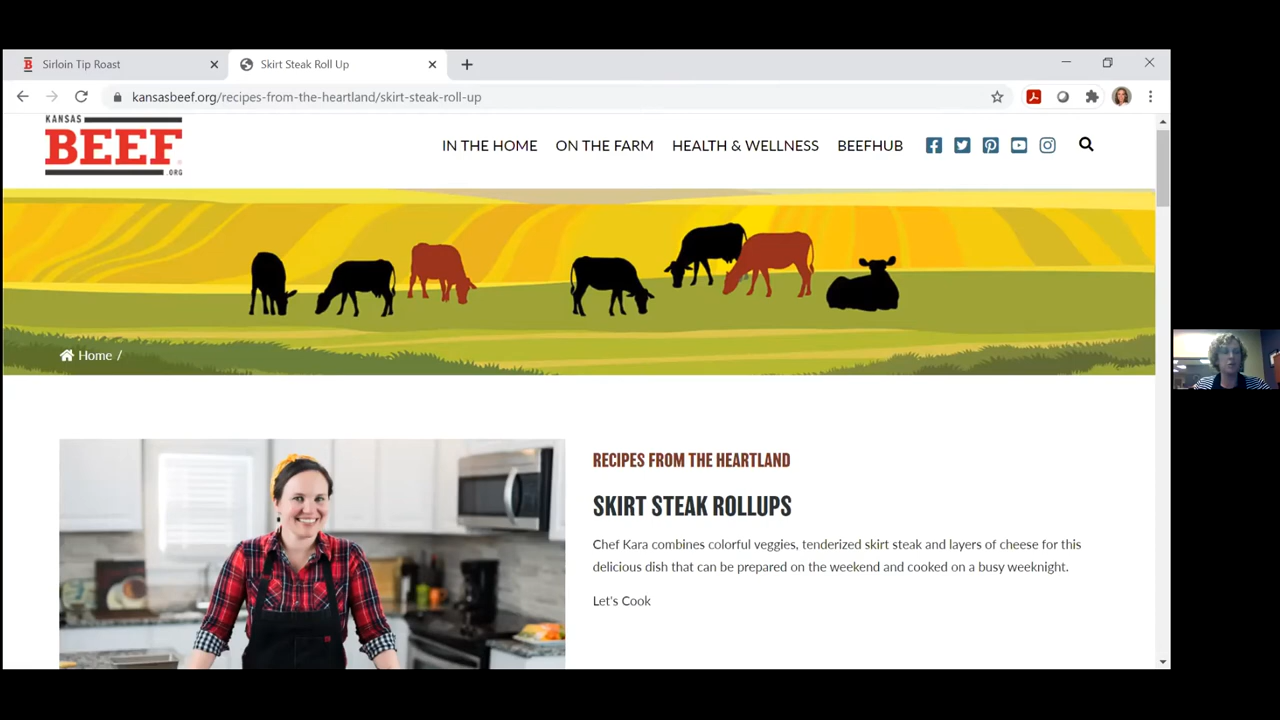 Sirloin Tip Roast
Skirt Steak Roll Up
kansasbeef.org/recipes-from-the-heartland/skirt-steak-roll-up
KANSAS
BEEF
.ORG
IN THE HOME
ON THE FARM
HEALTH & WELLNESS
BEEFHUB
Home /
RECIPES FROM THE HEARTLAND
SKIRT STEAK ROLLUPS
Chef Kara combines colorful veggies, tenderized skirt steak and layers of cheese for this
delicious dish that can be prepared on the weekend and cooked on a busy weeknight.
Let's Cook